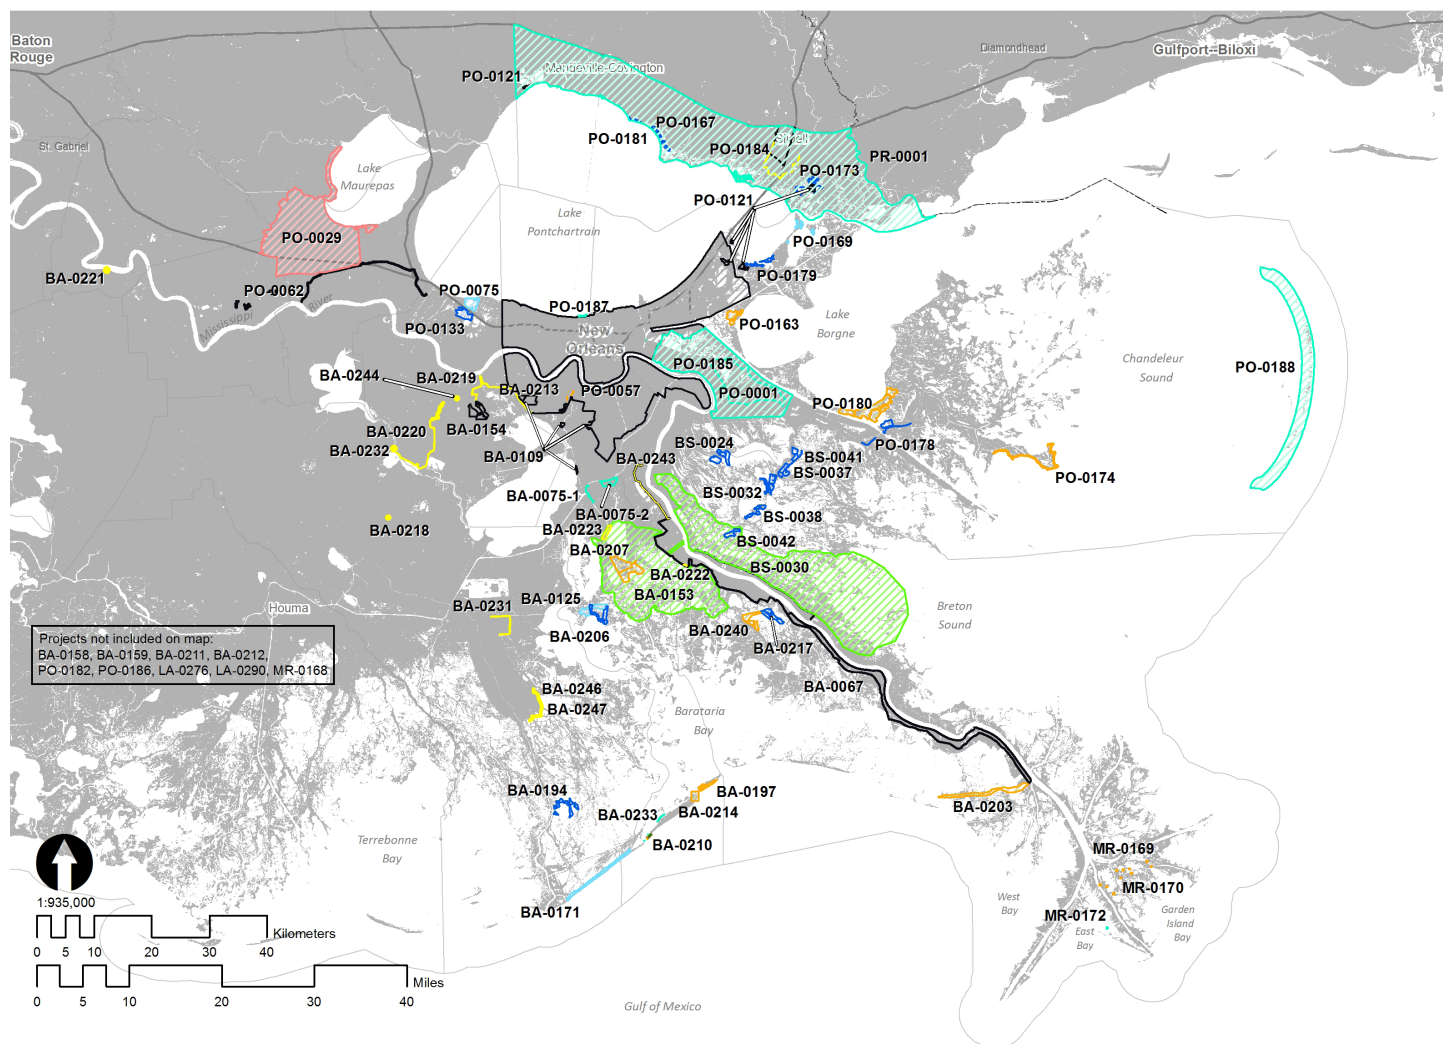 Baton
Rouge
Diamondhead
Gulfport–Biloxi
PO-0121
Mandeville-Covington
PO-0167
PO-0181
St. Gabriel
PO-0184
Slidell
PR-0001
PO-0173
Lake
Maurepas
PO-0121
Lake
Pontchartrain
PO-0029
PO-0169
BA-0221
PO-0179
PO-0062
PO-0075
River
Mississippi
PO-0187
PO-0133
New
Orleans
PO-0163
Lake
Borgne
PO-0185
Chandeleur
Sound
PO-0188
BA-0244
BA-0219
BA-0213
PO-0057
PO-0001
PO-0180
BA-0220
BA-0154
BA-0232
BA-0109
BS-0024
PO-0178
BA-0243
BS-0041
BS-0037
PO-0174
BA-0075-1
BS-0032
BA-0075-2
BS-0038
BA-0218
BA-0223
BS-0042
BA-0207
BA-0222
BS-0030
BA-0153
BA-0125
BA-0231
Houma
Breton
Sound
BA-0206
BA-0240
BA-0217
Projects not included on map:
BA-0158, BA-0159, BA-0211, BA-0212,
PO-0182, PO-0186, LA-0276, LA-0290, MR-0168
BA-0067
BA-0246
BA-0247
Barataria
Bay
BA-0194
BA-0197
BA-0214
BA-0233
BA-0203
BA-0210
Terrebonne
Bay
MR-0169
MR-0170
1:935,000
BA-0171
West
Bay
MR-0172
Garden
Island
Bay
East
Bay
Kilometers
0 5 10 20 30 40
Miles
0 5 10 20 30 40
Gulf of Mexico